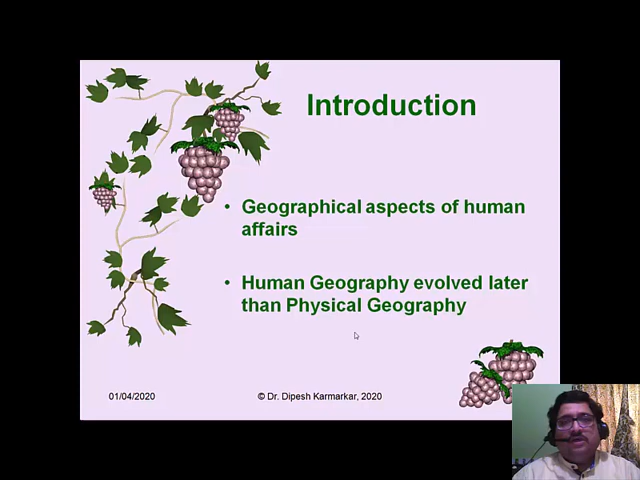 Introduction
• Geographical aspects of human
affairs
• Human Geography evolved later
than Physical Geography
01/04/2020
© Dr. Dipesh Karmarkar, 2020